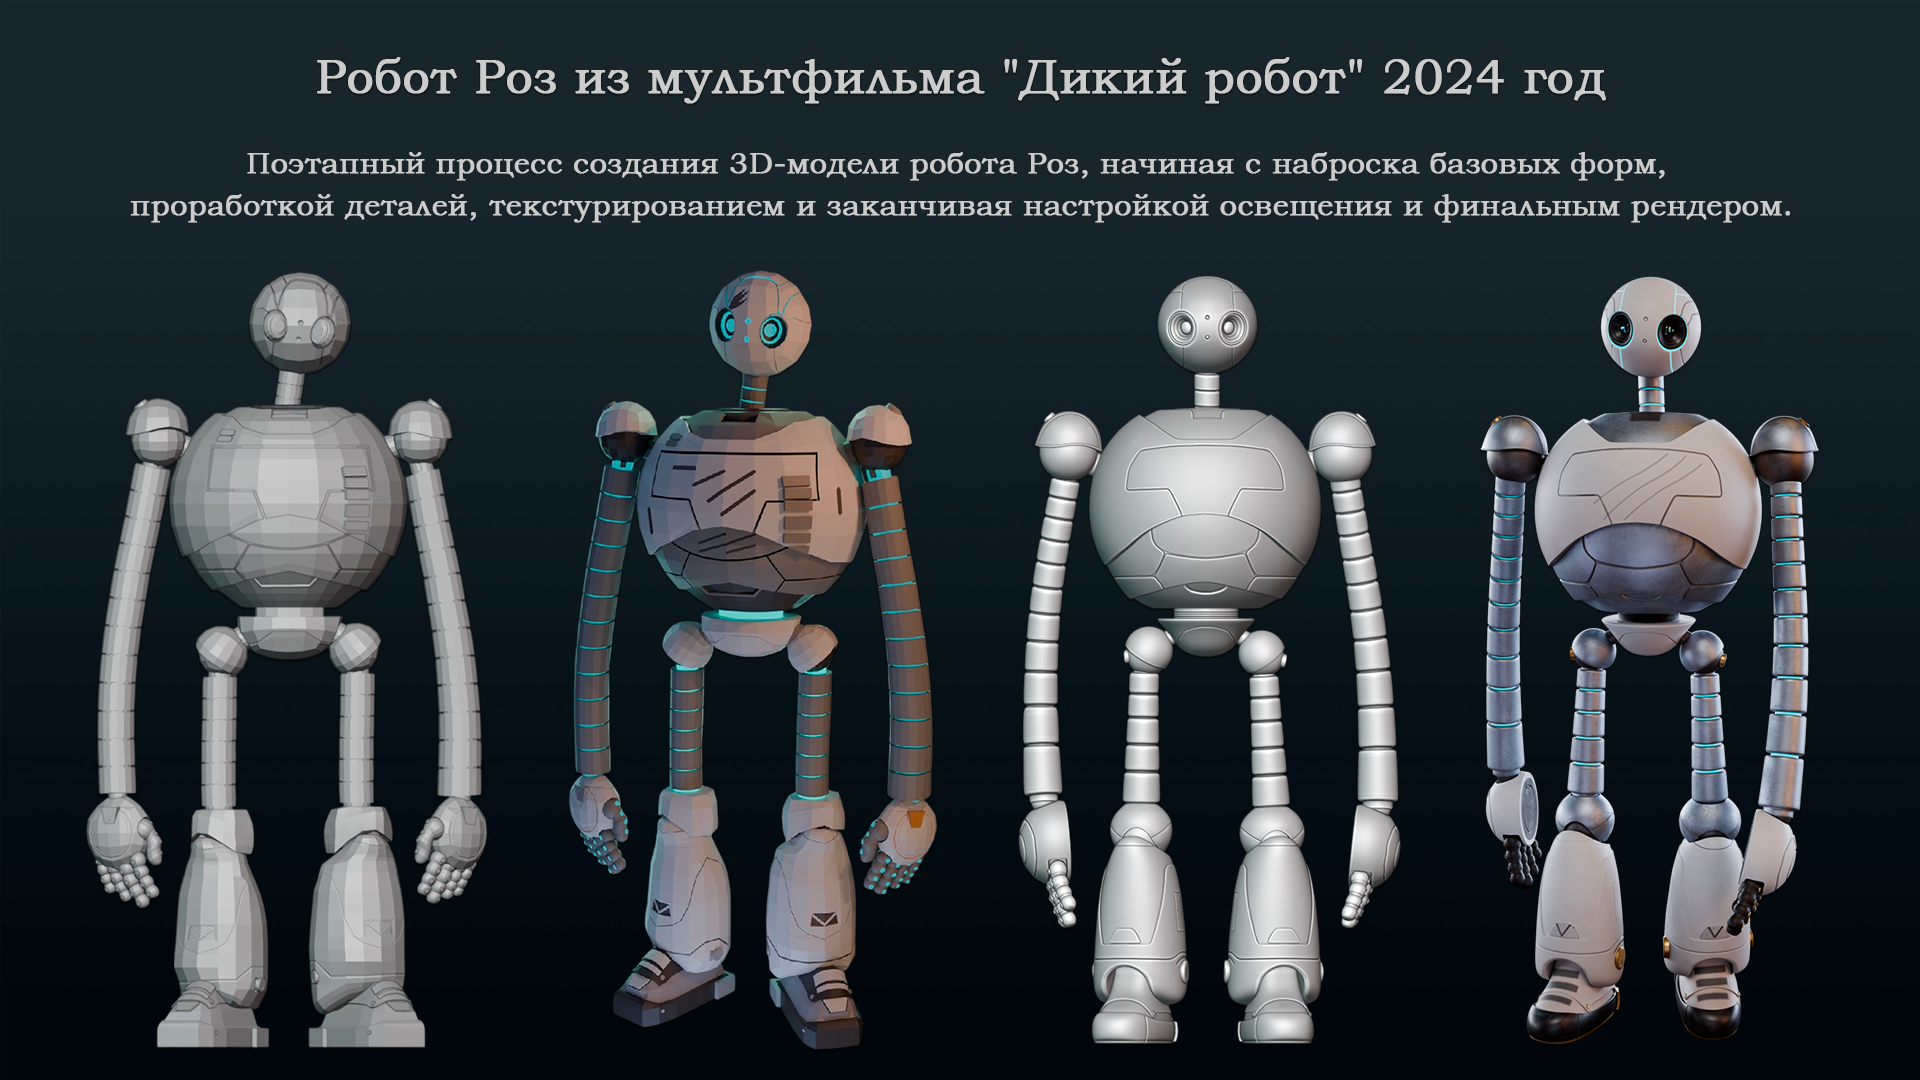 Робот Роз из мультфильма "Дикий робот" 2024 год
Поэтапный процесс создания 3D-модели робота Роз, начиная с наброска базовых форм,
проработкой деталей, текстурированием и заканчивая настройкой освещения и финальным рендером.